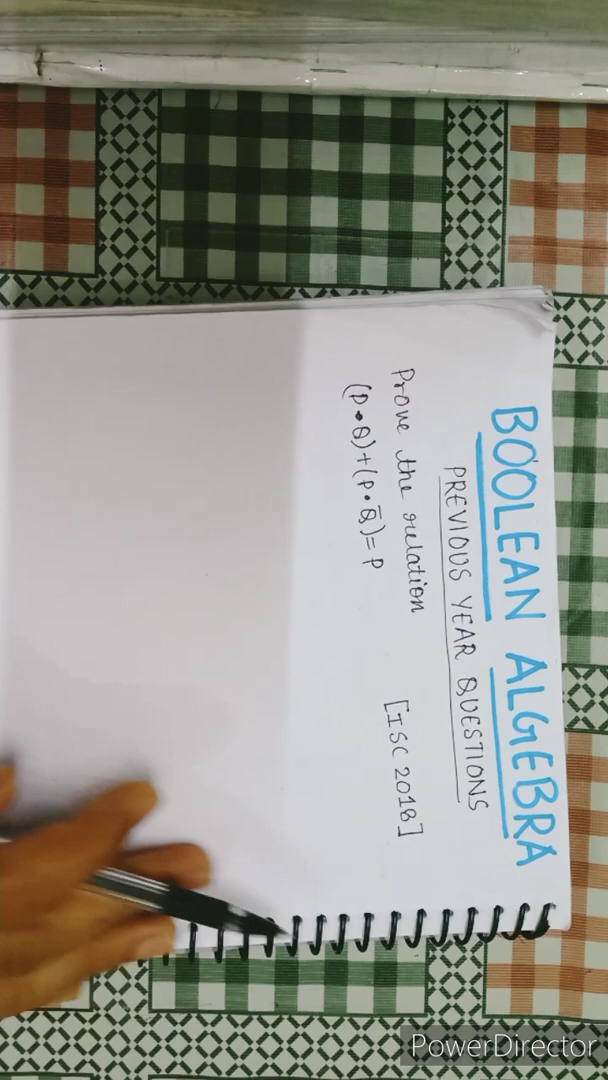 BOOLEAN ALGEBRA
PREVIOUS YEAR QUESTIONS
Prove the relation [ISC 2018]
(P•Q)+(P•Q̅)=P
PowerDirector